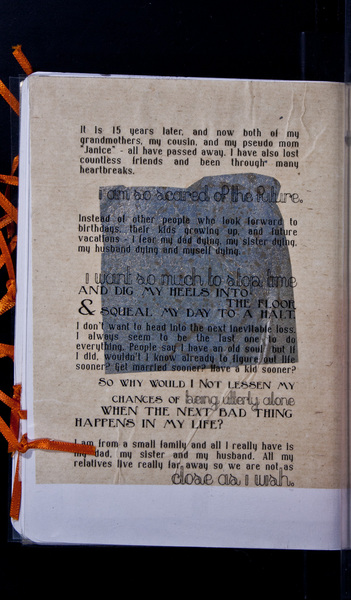 It is 15 years later, and now both of my
grandmothers, my cousin, and my pseudo mom
"Janice" - all have passed away. I have also lost
countless friends and been through many
heartbreaks.
I am so scared of the future.
Instead of other people who look forward to
birthdays, their kids growing up, and future
vacations - I fear my dad dying, my sister dying,
my husband dying and myself dying.
I want so much to stop time
AND DIG MY HEELS INTO
THE FLOOR
& SQUEAL MY DAY TO A HALT.
I don't want to head into the next inevitable loss.
I always seem to be the last one to do
everything. People say I have an old soul, but if
I did, wouldn't I know already to figure out life
sooner? Get married sooner? Have a kid sooner?
SO WHY WOULD I NOT LESSEN MY
CHANCES OF being utterly alone
WHEN THE NEXT BAD THING
HAPPENS IN MY LIFE?
I am from a small family and all I really have is
my dad, my sister and my husband. All my
relatives live really far away so we are not as
close as I wish.